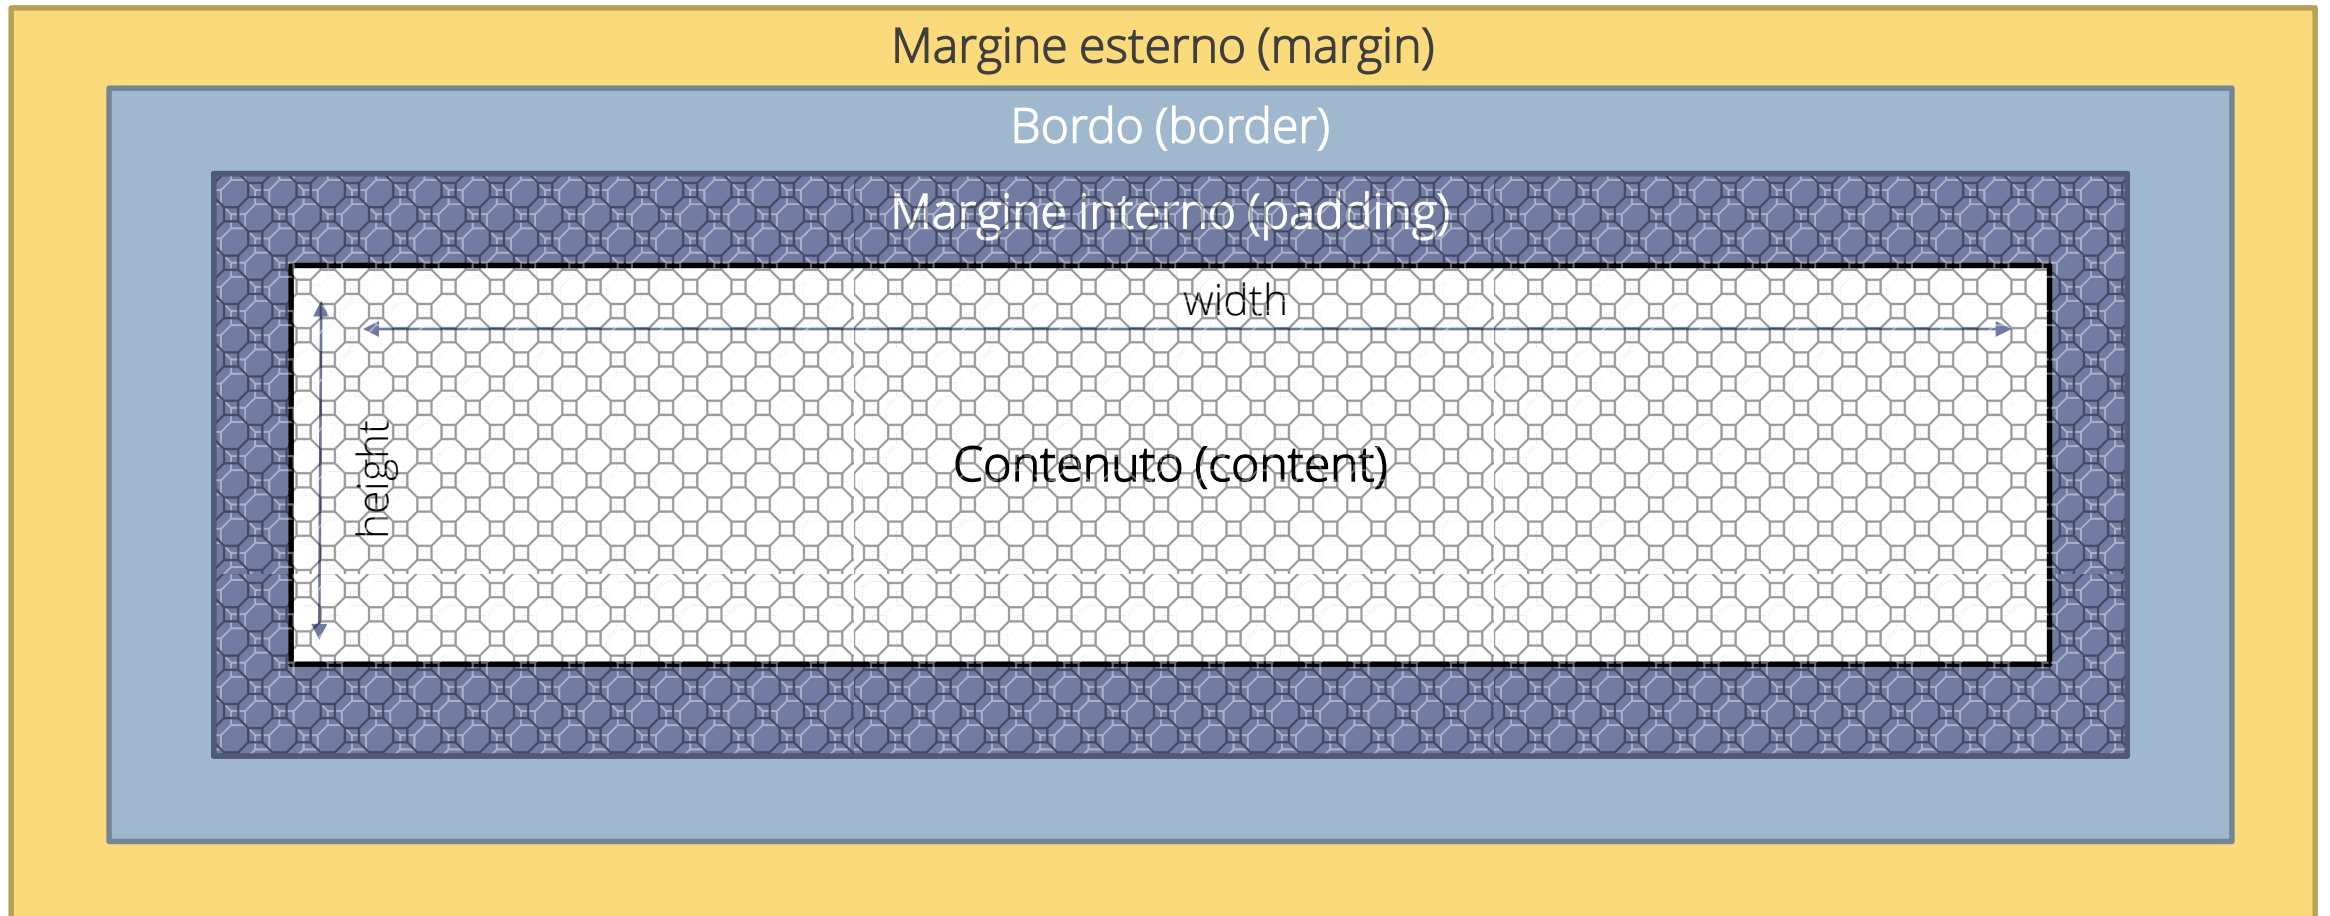 Margine esterno (margin)
Bordo (border)
Margine interno (padding)
width
height
Contenuto (content)